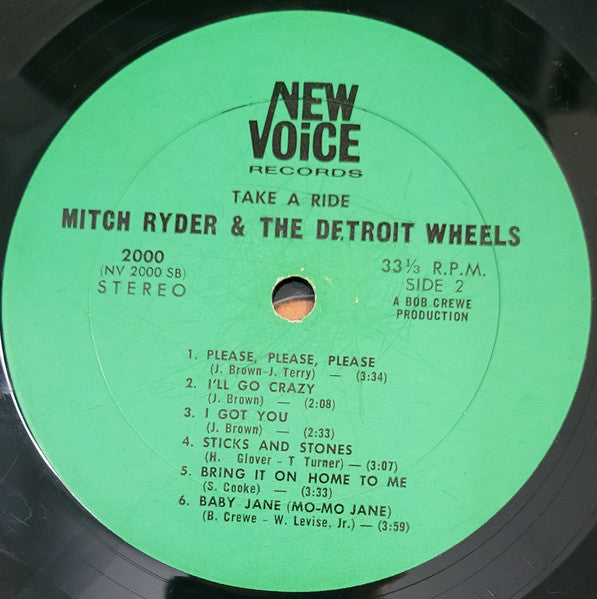 NEW
VOiCE
RECORDS
TAKE A RIDE
MITCH RYDER & THE DETROIT WHEELS
2000
(NV 2000 SB)
STEREO
33⅓ R.P.M.
SIDE 2
A BOB CREWE
PRODUCTION
1. PLEASE, PLEASE, PLEASE
(J. Brown-J. Terry) — (3:34)
2. I'LL GO CRAZY
(J. Brown) — (2:08)
3. I GOT YOU
(J. Brown) — (2:33)
4. STICKS AND STONES
(H. Glover - T Turner) — (3:07)
5. BRING IT ON HOME TO ME
(S. Cooke) — (3:33)
6. BABY JANE (MO-MO JANE)
(B. Crewe - W. Levise, Jr.) — (3:59)